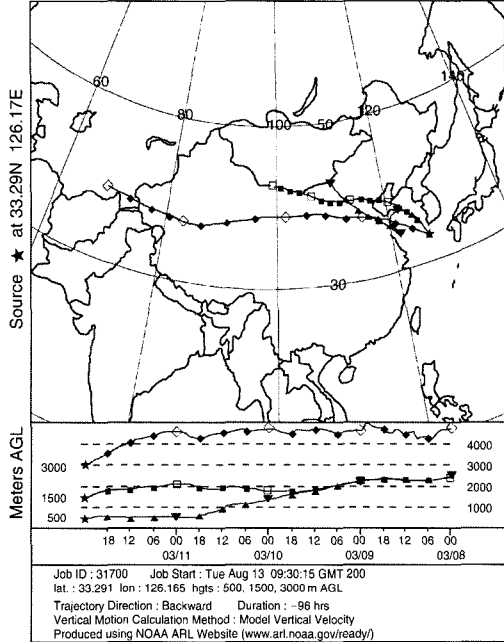 Source ★ at 33.29N 126.17E
60
80
100
50
120
140
30
Meters AGL
3000
1500
500
4000
3000
2000
1000
18 12 06 00 18 12 06 00 18 12 06 00 18 12 06 00
03/11 03/10 03/09 03/08
Job ID : 31700 Job Start : Tue Aug 13 09:30:15 GMT 200
lat. : 33.291 lon : 126.165 hgts : 500, 1500, 3000 m AGL
Trajectory Direction : Backward Duration : -96 hrs
Vertical Motion Calculation Method : Model Vertical Velocity
Produced using NOAA ARL Website (www.arl.noaa.gov/ready/)